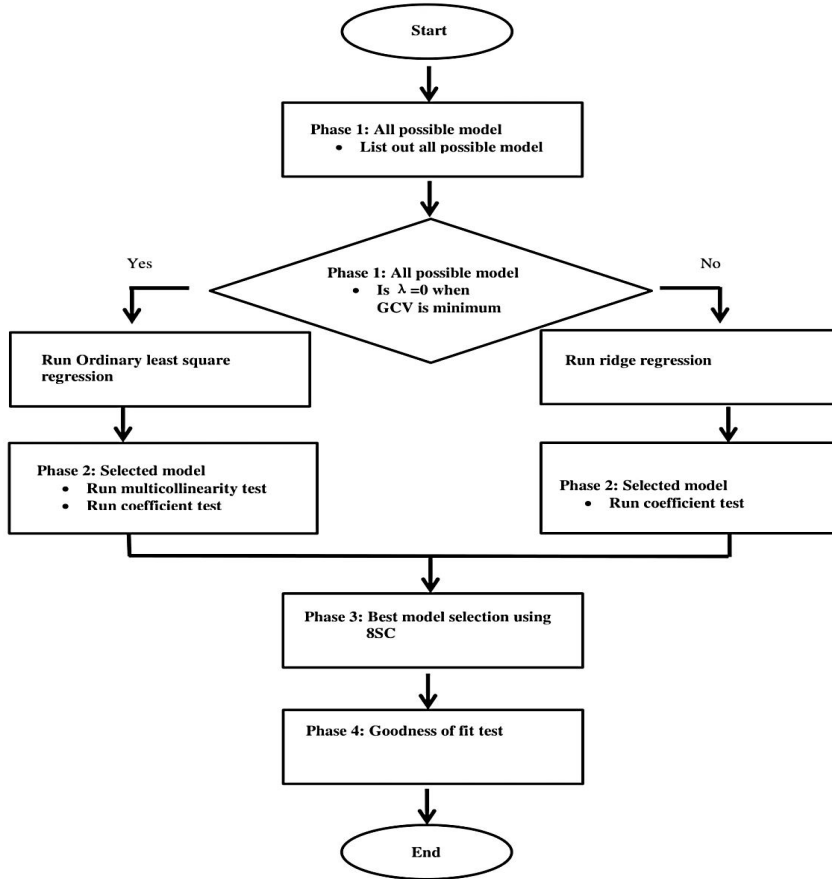 Start
Phase 1: All possible model
• List out all possible model
Yes
No
Phase 1: All possible model
• Is λ =0 when
GCV is minimum
Run Ordinary least square
regression
Run ridge regression
Phase 2: Selected model
• Run multicollinearity test
• Run coefficient test
Phase 2: Selected model
• Run coefficient test
Phase 3: Best model selection using
8SC
Phase 4: Goodness of fit test
End